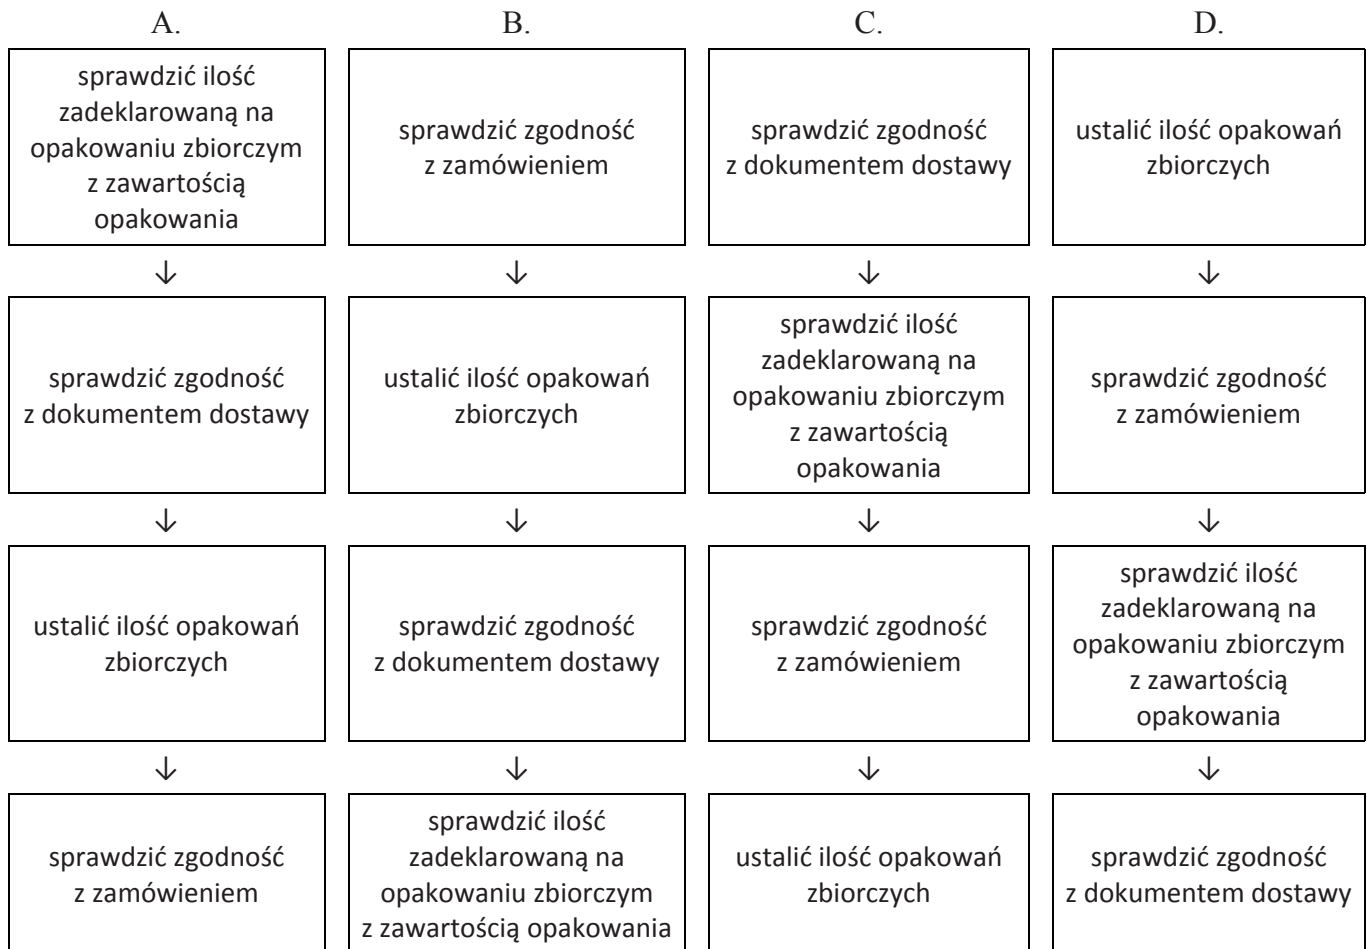 A.
B.
C.
D.
sprawdzić ilość
zadeklarowaną na
opakowaniu zbiorczym
z zawartością
opakowania
sprawdzić zgodność
z zamówieniem
sprawdzić zgodność
z dokumentem dostawy
ustalić ilość opakowań
zbiorczych
↓
↓
↓
↓
sprawdzić zgodność
z dokumentem dostawy
ustalić ilość opakowań
zbiorczych
sprawdzić ilość
zadeklarowaną na
opakowaniu zbiorczym
z zawartością
opakowania
sprawdzić zgodność
z zamówieniem
↓
↓
↓
↓
ustalić ilość opakowań
zbiorczych
sprawdzić zgodność
z dokumentem dostawy
sprawdzić zgodność
z zamówieniem
sprawdzić ilość
zadeklarowaną na
opakowaniu zbiorczym
z zawartością
opakowania
↓
↓
↓
↓
sprawdzić zgodność
z zamówieniem
sprawdzić ilość
zadeklarowaną na
opakowaniu zbiorczym
z zawartością opakowania
ustalić ilość opakowań
zbiorczych
sprawdzić zgodność
z dokumentem dostawy